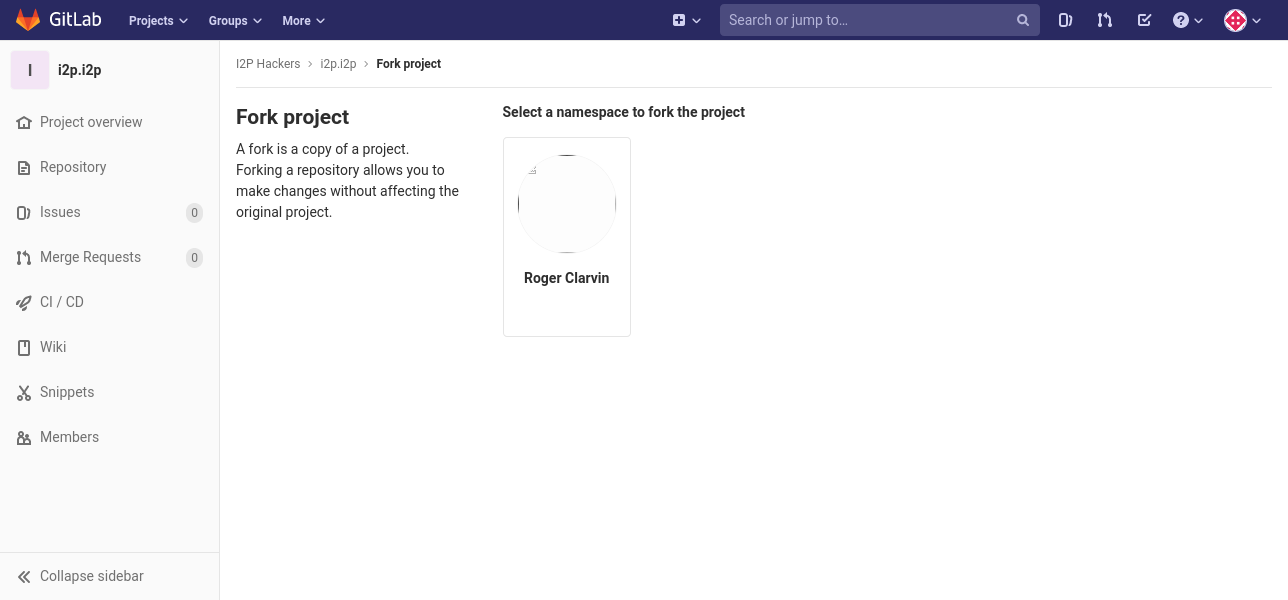 GitLab
Projects
Groups
More
Search or jump to...
I
i2p.i2p
Project overview
Repository
Issues
0
Merge Requests
0
CI / CD
Wiki
Snippets
Members
Collapse sidebar
I2P Hackers > i2p.i2p > Fork project
Fork project
A fork is a copy of a project.
Forking a repository allows you to
make changes without affecting the
original project.
Select a namespace to fork the project
Roger Clarvin